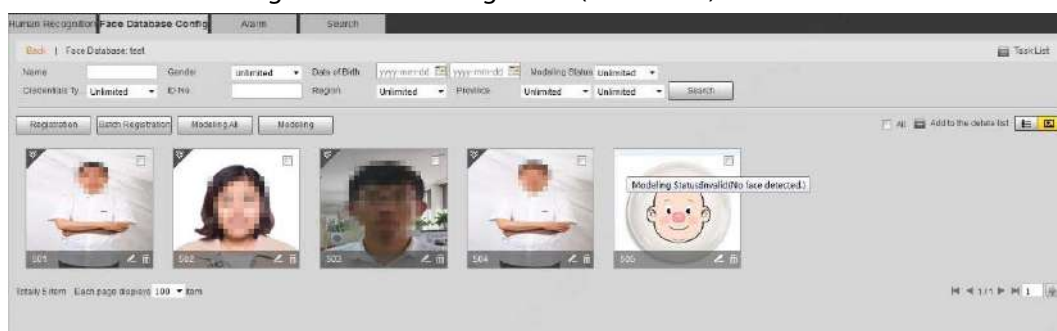 Human Recognition Face Database Config Alarm Search
Back | Face Database: test Task List
Name Gender Unlimited Date of Birth yyyy-mm-dd yyyy-mm-dd Modeling Status Unlimited
Credentials Ty Unlimited ID No. Region Unlimited Province Unlimited Unlimited Search
Registration Batch Registration Modeling All Modeling All Add to the delete list
Modeling Status:Invalid(No face detected.)
501 502 503 504 505
Totally 5 item Each page displays 100 item 1/1 1